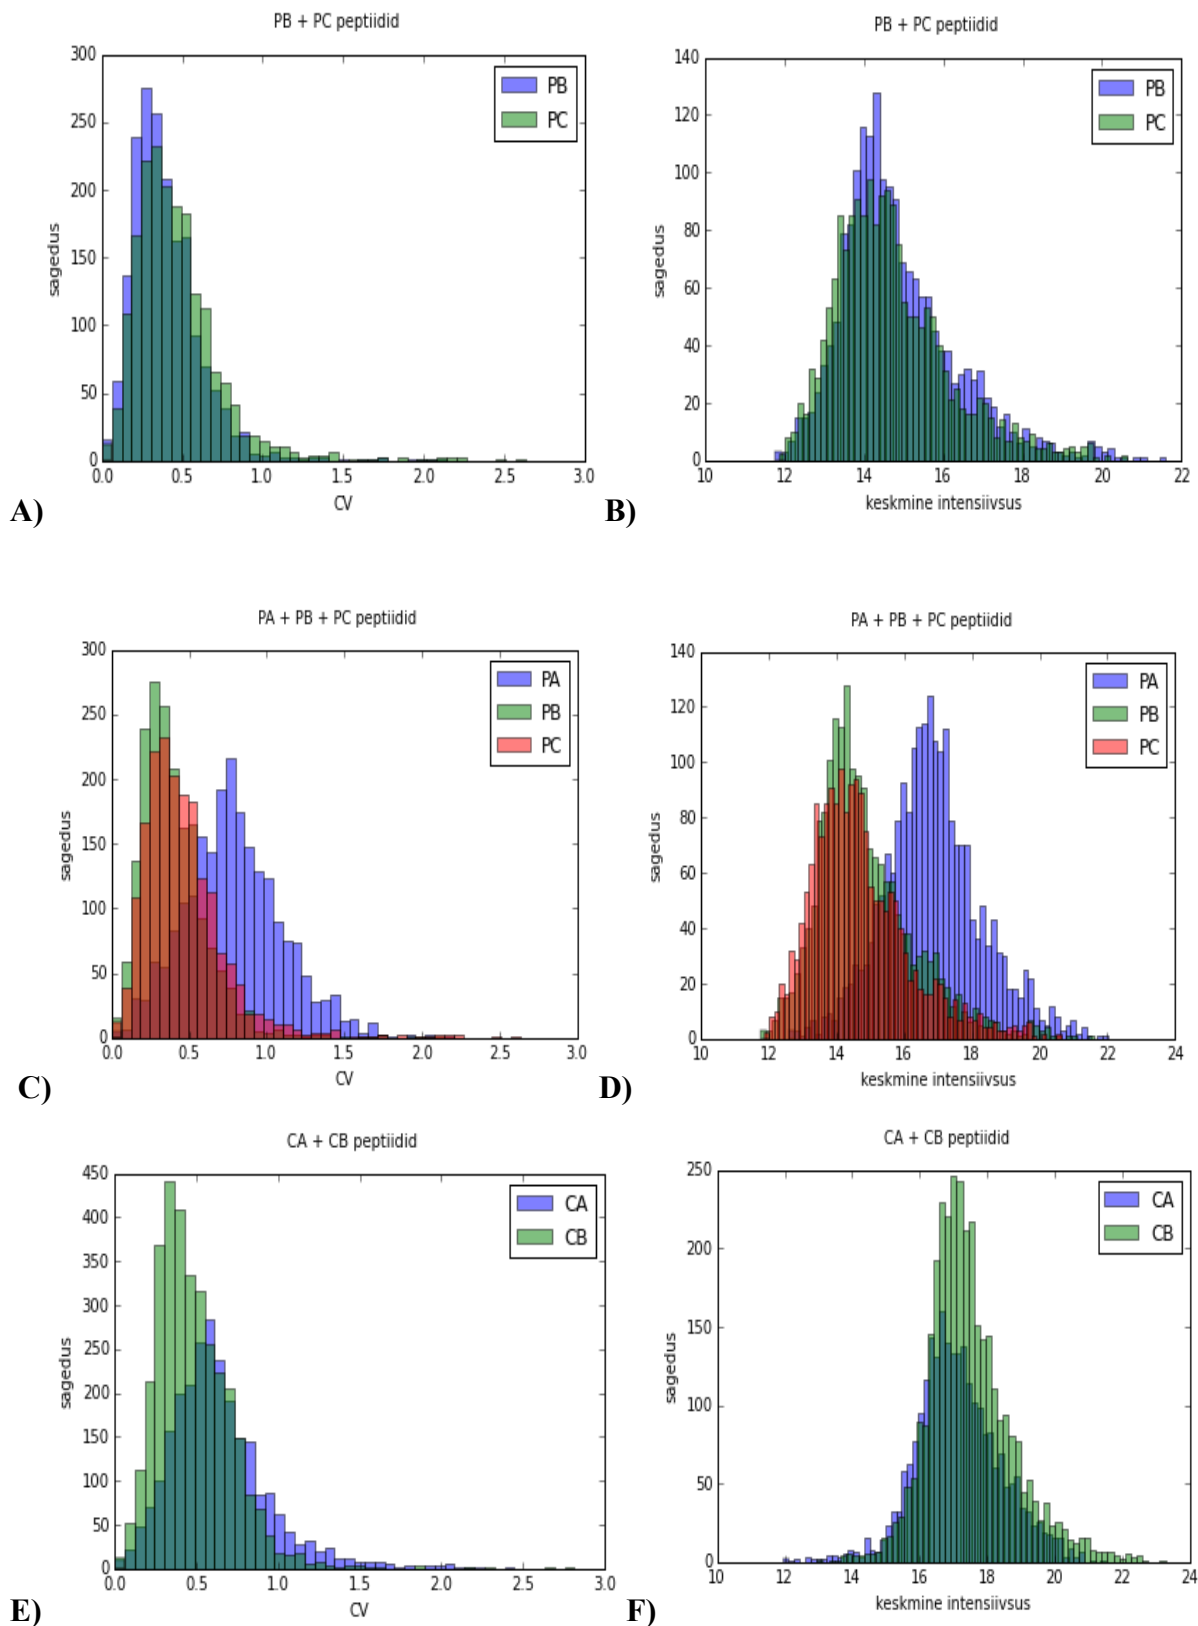 PB + PC peptiidid
300
250
200
150
100
50
0
0.0 0.5 1.0 1.5 2.0 2.5 3.0
sagedus
CV
PB
PC
A)
PB + PC peptiidid
140
120
100
80
60
40
20
0
10 12 14 16 18 20 22
sagedus
keskmine intensiivsus
PB
PC
B)
PA + PB + PC peptiidid
300
250
200
150
100
50
0
0.0 0.5 1.0 1.5 2.0 2.5 3.0
sagedus
CV
PA
PB
PC
C)
PA + PB + PC peptiidid
140
120
100
80
60
40
20
0
10 12 14 16 18 20 22 24
sagedus
keskmine intensiivsus
PA
PB
PC
D)
CA + CB peptiidid
450
400
350
300
250
200
150
100
50
0
0.0 0.5 1.0 1.5 2.0 2.5 3.0
sagedus
CV
CA
CB
E)
CA + CB peptiidid
250
200
150
100
50
0
10 12 14 16 18 20 22 24
sagedus
keskmine intensiivsus
CA
CB
F)